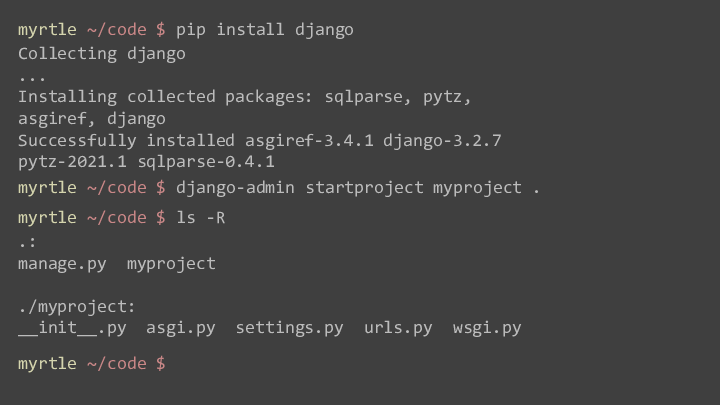 myrtle ~/code $ pip install django
Collecting django
...
Installing collected packages: sqlparse, pytz,
asgiref, django
Successfully installed asgiref-3.4.1 django-3.2.7
pytz-2021.1 sqlparse-0.4.1
myrtle ~/code $ django-admin startproject myproject .
myrtle ~/code $ ls -R
.:
manage.py  myproject
./myproject:
__init__.py  asgi.py  settings.py  urls.py  wsgi.py
myrtle ~/code $